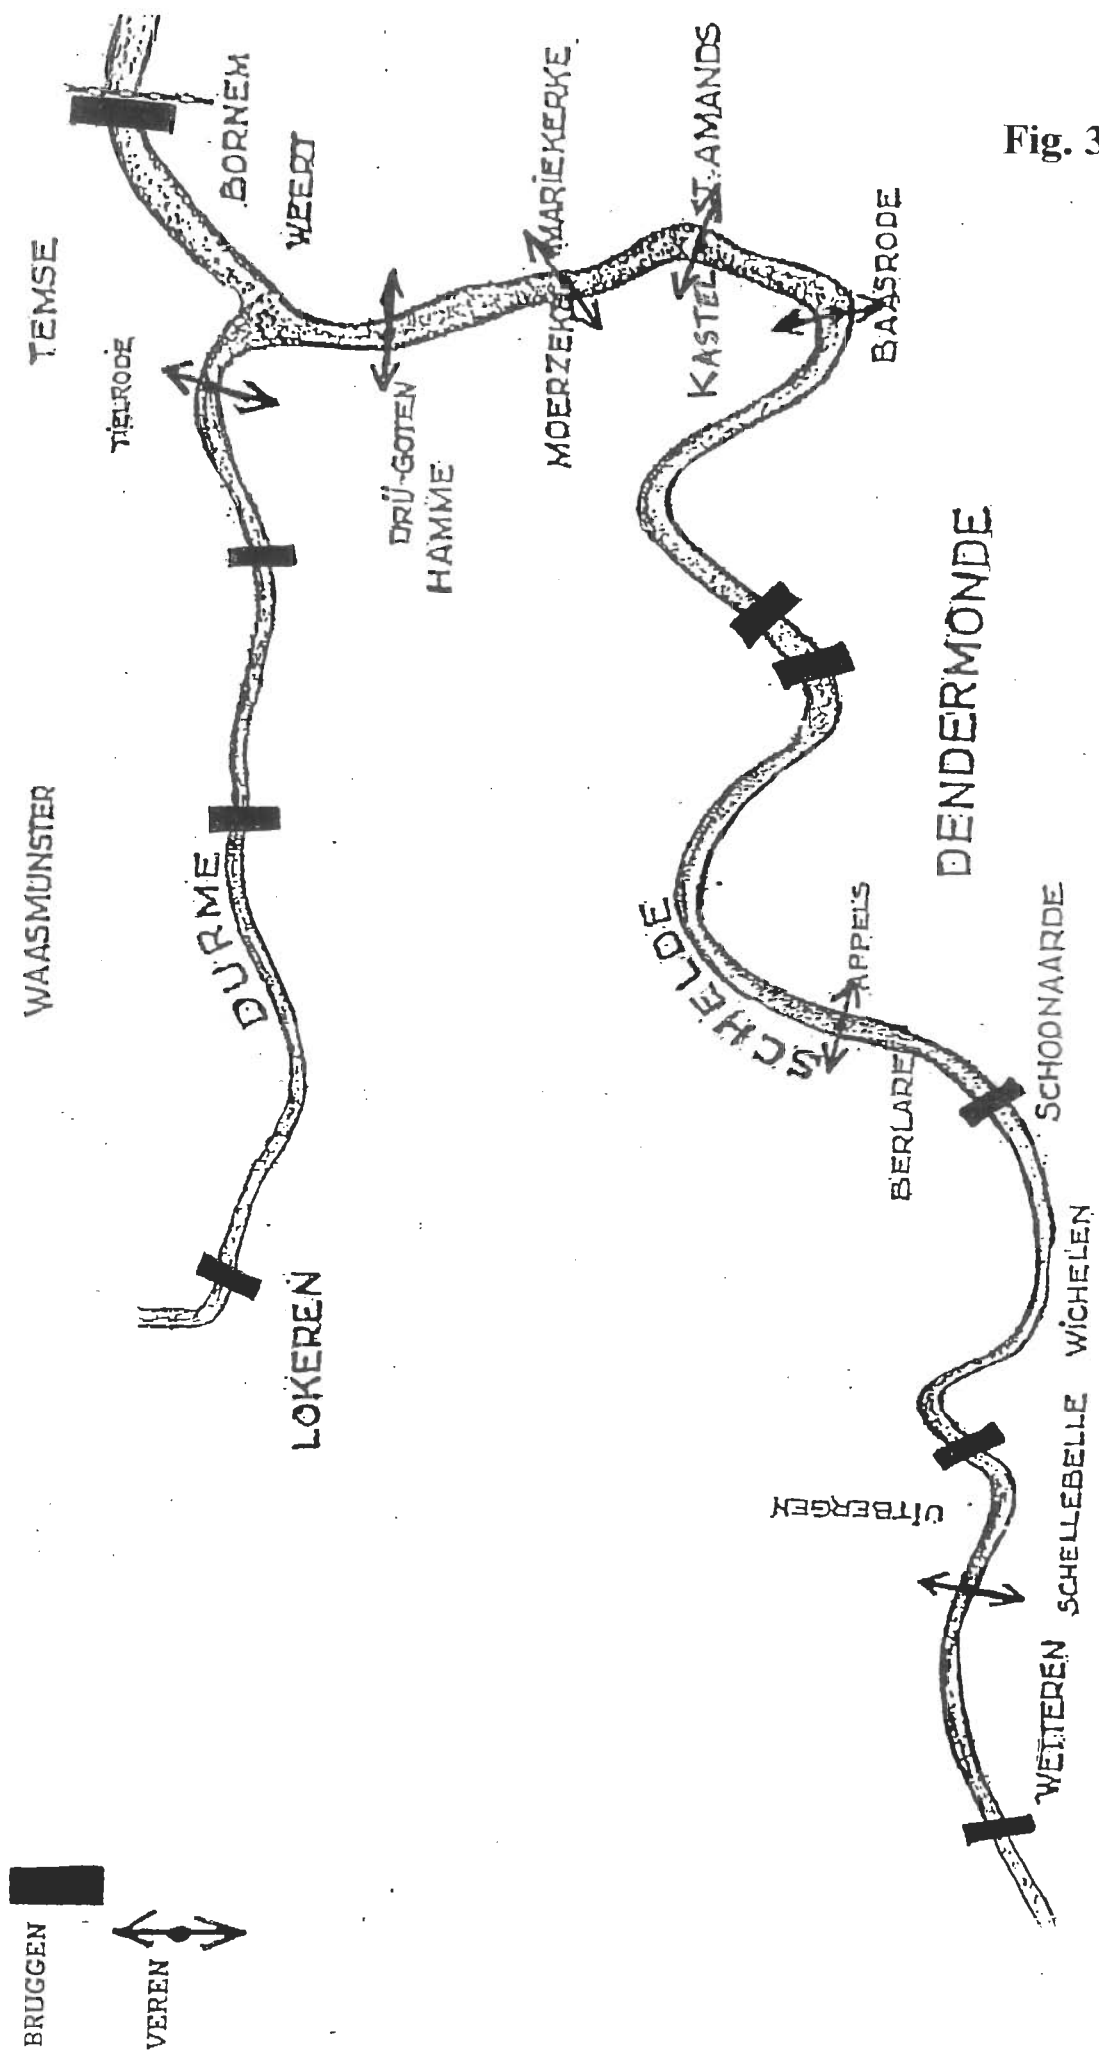 Fig. 3
TEMSE
BORNEM
WEERT
TIELRODE
DRÜ-GOTEN
HAMME
MOERZEKE
MARIEKERKE
KASTEL
ST. AMANDS
BAASRODE
WAASMUNSTER
DURME
LOKEREN
SCHELDE
DENDERMONDE
APPELS
BERLARE
SCHOONAARDE
WICHELEN
UITBERGEN
SCHELLEBELLE
WETTEREN
BRUGGEN
VEREN